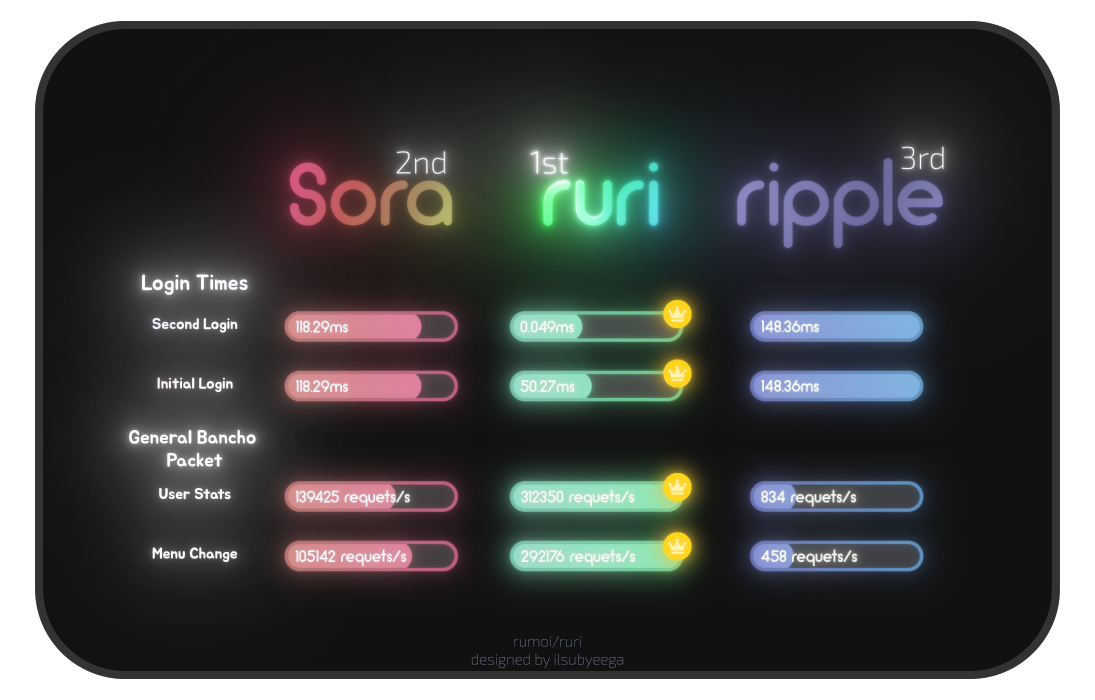 2nd 1st 3rd
Sora ruri ripple
Login Times
Second Login 118.29ms 0.049ms 148.36ms
Initial Login 118.29ms 50.27ms 148.36ms
General Bancho
Packet
User Stats 139425 requets/s 312350 requets/s 834 requets/s
Menu Change 105142 requets/s 292176 requets/s 458 requets/s
rumoi/ruri
designed by ilsubyeega